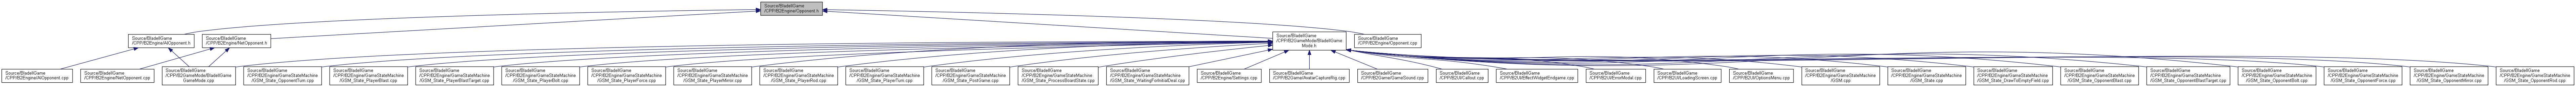 Source/BladeIIGame
/CPP/B2Engine/Opponent.h
Source/BladeIIGame
/CPP/B2Engine/AIOpponent.h
Source/BladeIIGame
/CPP/B2Engine/NetOpponent.h
Source/BladeIIGame
/CPP/B2GameMode/BladeIIGame
Mode.h
Source/BladeIIGame
/CPP/B2Engine/Opponent.cpp
Source/BladeIIGame
/CPP/B2Engine/AIOpponent.cpp
Source/BladeIIGame
/CPP/B2Engine/NetOpponent.cpp
Source/BladeIIGame
/CPP/B2GameMode/BladeIIGame
GameMode.cpp
Source/BladeIIGame
/CPP/B2Engine/GameStateMachine
/GSM_State_OpponentTurn.cpp
Source/BladeIIGame
/CPP/B2Engine/GameStateMachine
/GSM_State_PlayerBlast.cpp
Source/BladeIIGame
/CPP/B2Engine/GameStateMachine
/GSM_State_PlayerBlastTarget.cpp
Source/BladeIIGame
/CPP/B2Engine/GameStateMachine
/GSM_State_PlayerBolt.cpp
Source/BladeIIGame
/CPP/B2Engine/GameStateMachine
/GSM_State_PlayerForce.cpp
Source/BladeIIGame
/CPP/B2Engine/GameStateMachine
/GSM_State_PlayerMirror.cpp
Source/BladeIIGame
/CPP/B2Engine/GameStateMachine
/GSM_State_PlayerRod.cpp
Source/BladeIIGame
/CPP/B2Engine/GameStateMachine
/GSM_State_PlayerTurn.cpp
Source/BladeIIGame
/CPP/B2Engine/GameStateMachine
/GSM_State_PostGame.cpp
Source/BladeIIGame
/CPP/B2Engine/GameStateMachine
/GSM_State_ProcessBoardState.cpp
Source/BladeIIGame
/CPP/B2Engine/GameStateMachine
/GSM_State_WaitingForInitialDeal.cpp
Source/BladeIIGame
/CPP/B2Engine/Settings.cpp
Source/BladeIIGame
/CPP/B2Game/AvatarCaptureRig.cpp
Source/BladeIIGame
/CPP/B2Game/GameSound.cpp
Source/BladeIIGame
/CPP/B2UI/Callout.cpp
Source/BladeIIGame
/CPP/B2UI/EffectWidgetEndgame.cpp
Source/BladeIIGame
/CPP/B2UI/ErrorModal.cpp
Source/BladeIIGame
/CPP/B2UI/LoadingScreen.cpp
Source/BladeIIGame
/CPP/B2UI/OptionsMenu.cpp
Source/BladeIIGame
/CPP/B2Engine/GameStateMachine
/GSM.cpp
Source/BladeIIGame
/CPP/B2Engine/GameStateMachine
/GSM_State.cpp
Source/BladeIIGame
/CPP/B2Engine/GameStateMachine
/GSM_State_DrawToEmptyField.cpp
Source/BladeIIGame
/CPP/B2Engine/GameStateMachine
/GSM_State_OpponentBlast.cpp
Source/BladeIIGame
/CPP/B2Engine/GameStateMachine
/GSM_State_OpponentBlastTarget.cpp
Source/BladeIIGame
/CPP/B2Engine/GameStateMachine
/GSM_State_OpponentBolt.cpp
Source/BladeIIGame
/CPP/B2Engine/GameStateMachine
/GSM_State_OpponentForce.cpp
Source/BladeIIGame
/CPP/B2Engine/GameStateMachine
/GSM_State_OpponentMirror.cpp
Source/BladeIIGame
/CPP/B2Engine/GameStateMachine
/GSM_State_OpponentRod.cpp